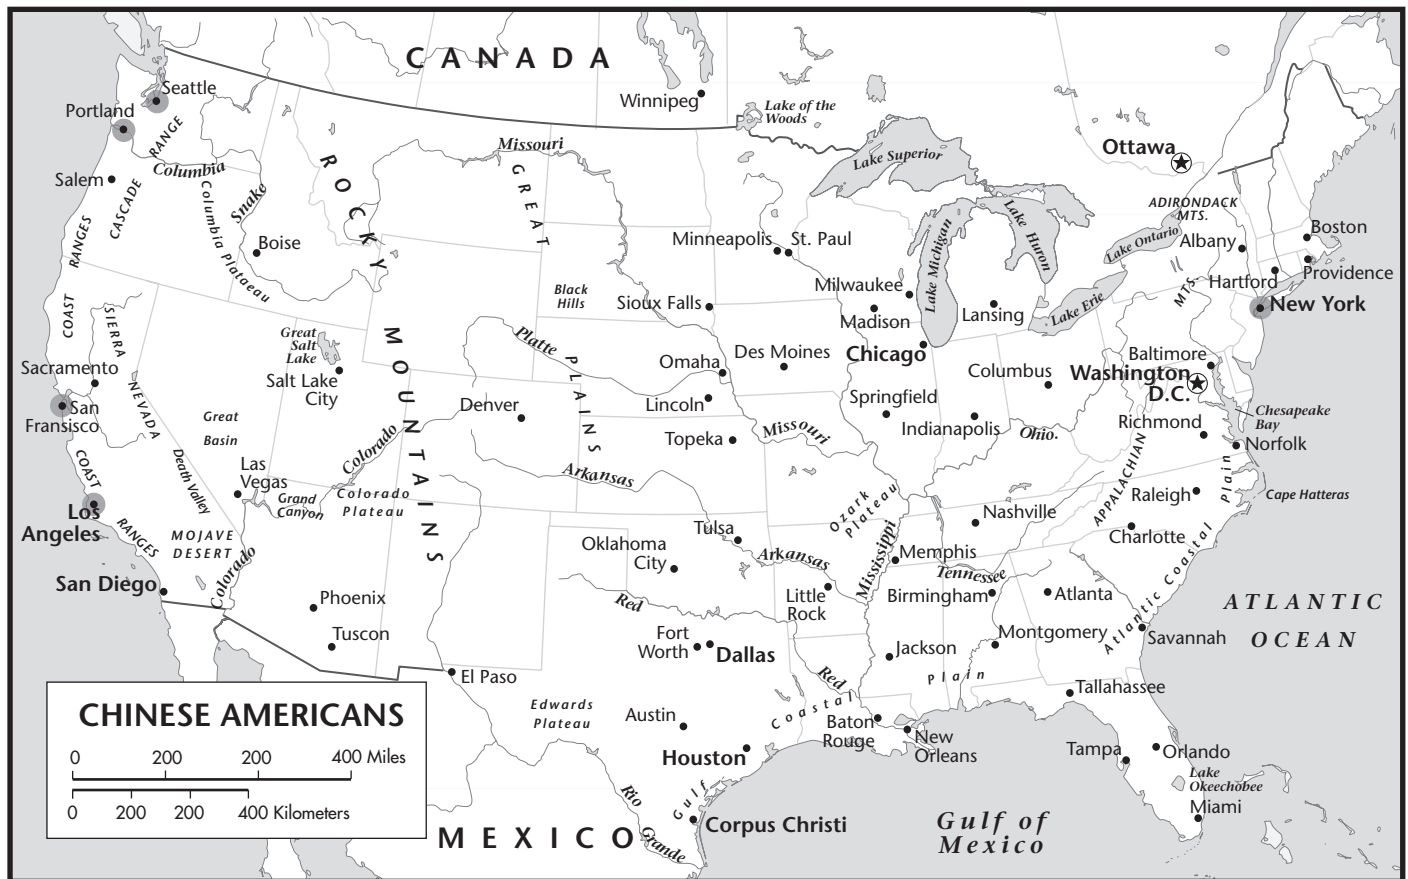 CANADA
Seattle
Portland
Winnipeg
Lake of the
Woods
Ottawa
Lake Superior
RANGE
CASCADE
Columbia
Salem
Snake
Columbia Plateau
ROCKY
MOUNTAINS
Missouri
GREAT
PLAINS
ADIRONDACK
MTS.
Lake Huron
Lake Michigan
Lake Ontario
Albany
Boston
Providence
Hartford
New York
MTS.
Minneapolis
St. Paul
Boise
RANGES
COAST
SIERRA
NEVADA
Black
Hills
Sioux Falls
Milwaukee
Madison
Lansing
Lake Erie
Great
Salt
Lake
Salt Lake
City
Platte
Omaha
Des Moines
Chicago
Columbus
Baltimore
Washington
D.C.
Sacramento
San
Fransisco
Great
Basin
Denver
Lincoln
Springfield
Indianapolis
Ohio.
Richmond
Chesapeake
Bay
Norfolk
Topeka
Missouri
Colorado
COAST
RANGES
Death Valley
Las
Vegas
Grand
Canyon
Colorado
Plateau
Arkansas
Ozark
Plateau
APPALACHIAN
Plain
Raleigh
Cape Hatteras
Los
Angeles
MOJAVE
DESERT
Colorado
Nashville
Charlotte
Tulsa
Oklahoma
City
Arkansas
Mississippi
Memphis
Tennessee
Birmingham
Atlanta
Atlantic Coastal
ATLANTIC
OCEAN
San Diego
Phoenix
Tuscon
Red
Little
Rock
Fort
Worth
Dallas
Jackson
Montgomery
Savannah
El Paso
Red
Plain
Coastal
Tallahassee
Edwards
Plateau
Austin
Baton
Rouge
New
Orleans
Houston
Tampa
Orlando
Lake
Okeechobee
Miami
Rio
Grande
Gulf
Corpus Christi
Gulf of
Mexico
MEXICO
CHINESE AMERICANS
0 200 200 400 Miles
0 200 200 400 Kilometers